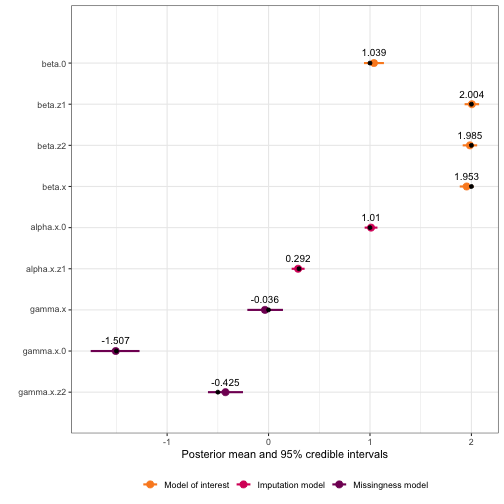 beta.0
1.039
beta.z1
2.004
beta.z2
1.985
beta.x
1.953
alpha.x.0
1.01
alpha.x.z1
0.292
gamma.x
-0.036
gamma.x.0
-1.507
gamma.x.z2
-0.425
-1 0 1 2
Posterior mean and 95% credible intervals
Model of interest Imputation model Missingness model